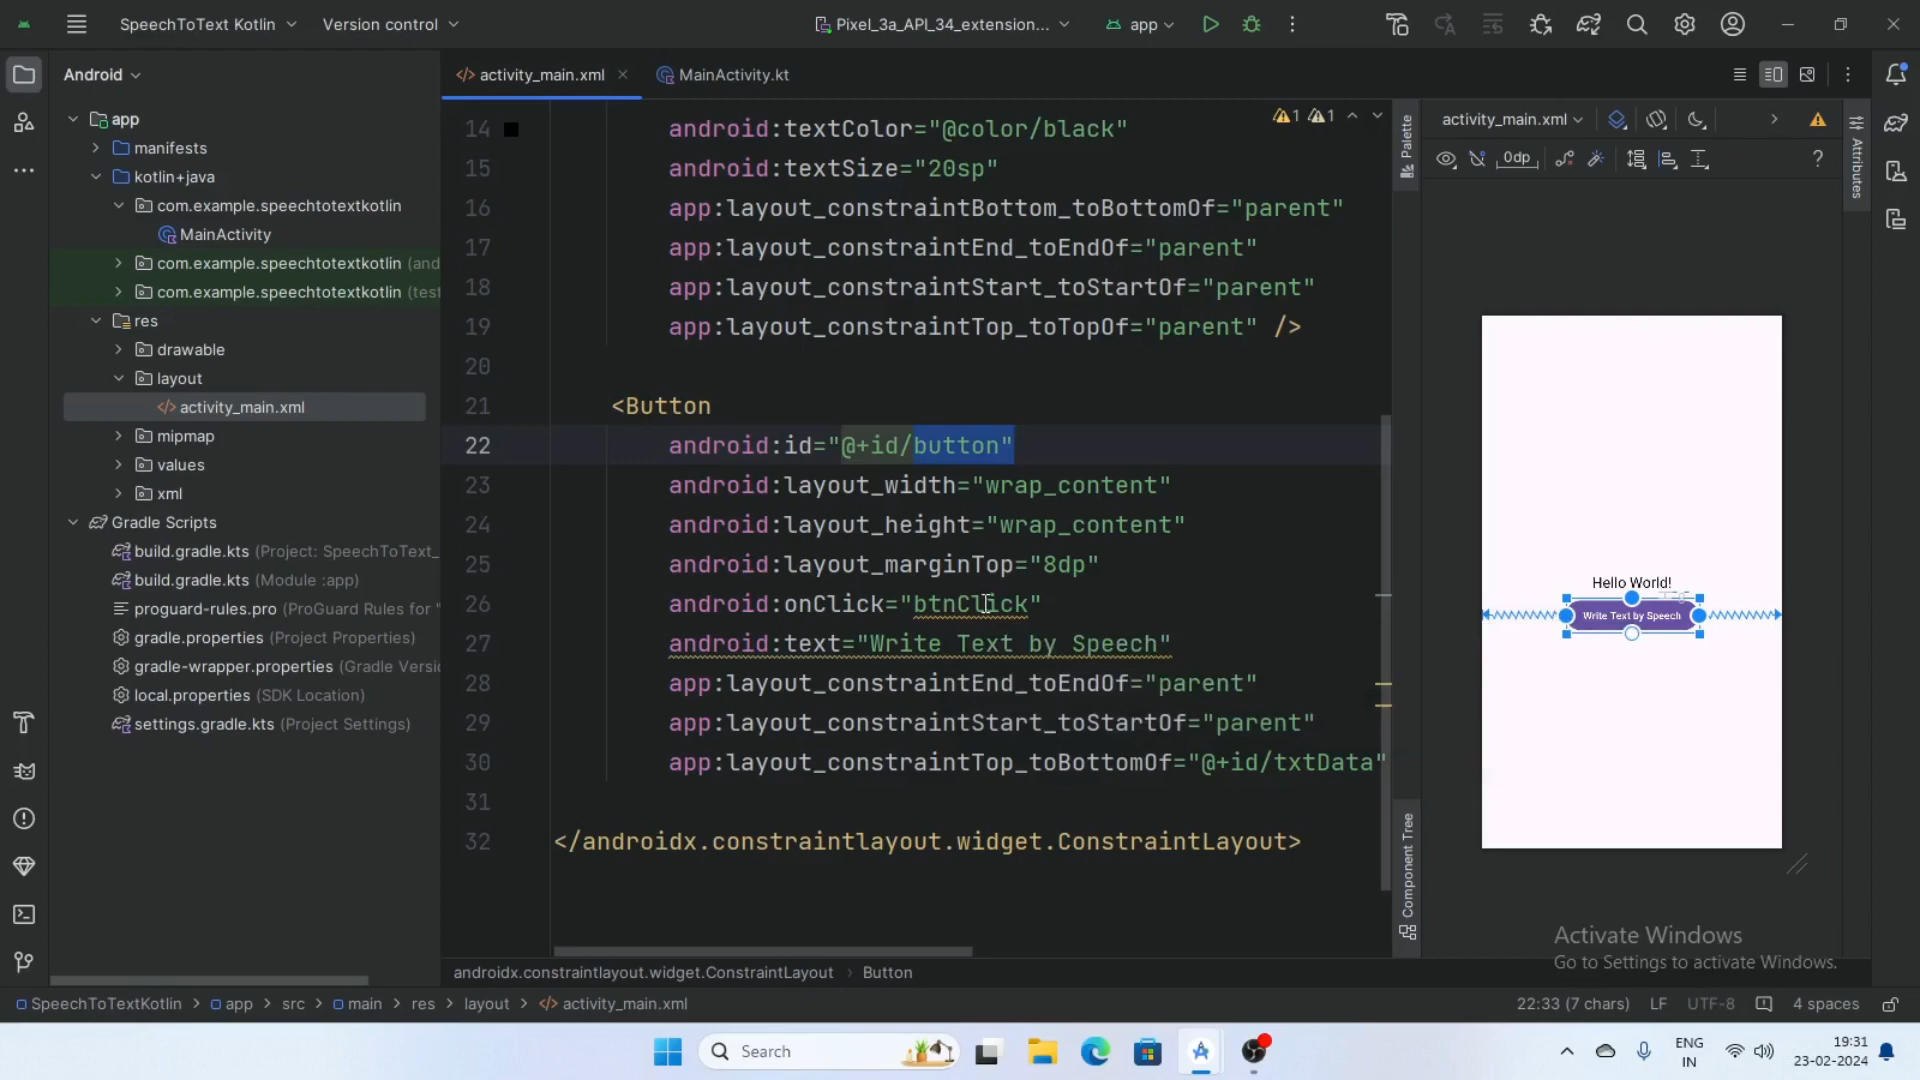 SpeechToText Kotlin
Version control
Pixel_3a_API_34_extension...
app
Android
activity_main.xml
MainActivity.kt
app
manifests
kotlin+java
com.example.speechtotextkotlin
MainActivity
com.example.speechtotextkotlin (and
com.example.speechtotextkotlin (test
res
drawable
layout
activity_main.xml
mipmap
values
xml
Gradle Scripts
build.gradle.kts (Project: SpeechToText_
build.gradle.kts (Module :app)
proguard-rules.pro (ProGuard Rules for "
gradle.properties (Project Properties)
gradle-wrapper.properties (Gradle Versio
local.properties (SDK Location)
settings.gradle.kts (Project Settings)
1 1
14 android:textColor="@color/black"
15 android:textSize="20sp"
16 app:layout_constraintBottom_toBottomOf="parent"
17 app:layout_constraintEnd_toEndOf="parent"
18 app:layout_constraintStart_toStartOf="parent"
19 app:layout_constraintTop_toTopOf="parent" />
20
21 <Button
22 android:id="@+id/button"
23 android:layout_width="wrap_content"
24 android:layout_height="wrap_content"
25 android:layout_marginTop="8dp"
26 android:onClick="btnClick"
27 android:text="Write Text by Speech"
28 app:layout_constraintEnd_toEndOf="parent"
29 app:layout_constraintStart_toStartOf="parent"
30 app:layout_constraintTop_toBottomOf="@+id/txtData"
31
32 </androidx.constraintlayout.widget.ConstraintLayout>
androidx.constraintlayout.widget.ConstraintLayout > Button
Palette
Component Tree
activity_main.xml
0dp
?
Attributes
Hello World!
Write Text by Speech
Activate Windows
Go to Settings to activate Windows.
SpeechToTextKotlin > app > src > main > res > layout > activity_main.xml
22:33 (7 chars) LF UTF-8 4 spaces
Search
ENG
IN
19:31
23-02-2024